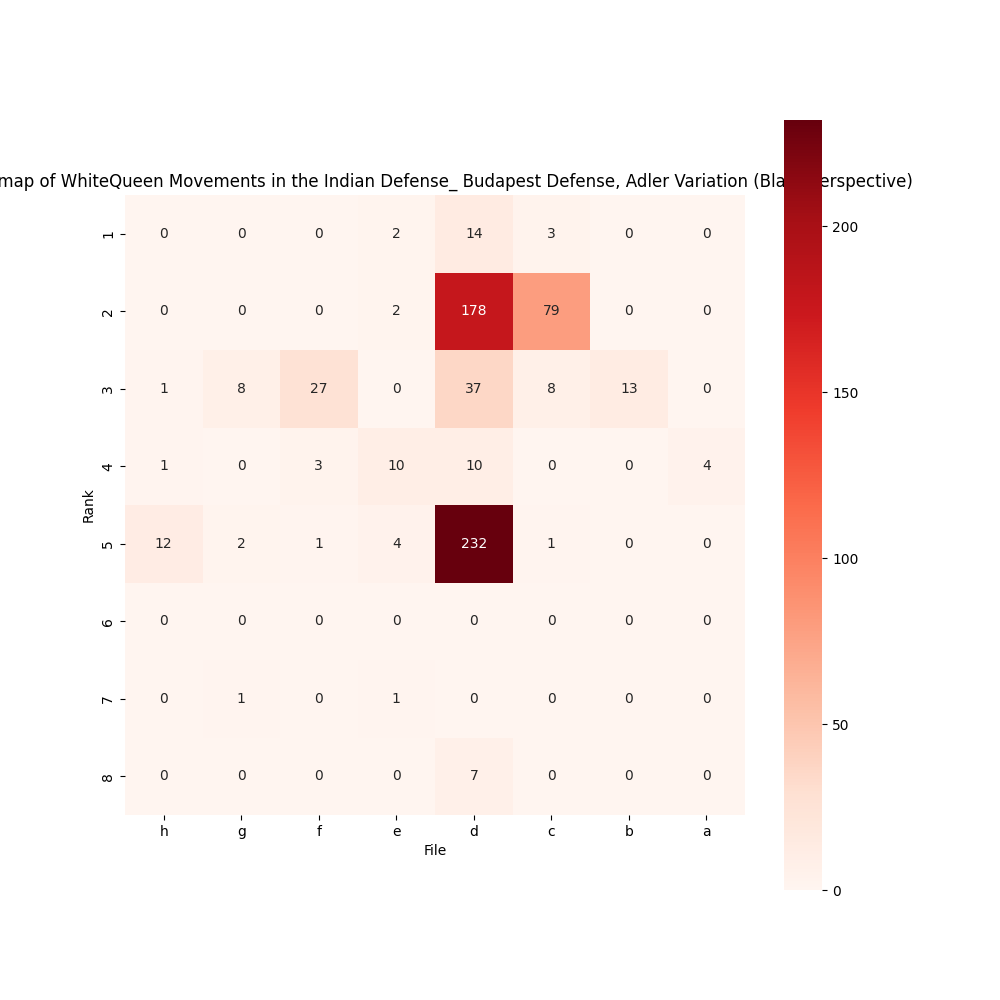 map of WhiteQueen Movements in the Indian Defense_ Budapest Defense, Adler Variation (Bla erspective)
1 0 0 0 2 14 3 0 0
2 0 0 0 2 178 79 0 0
3 1 8 27 0 37 8 13 0
4 1 0 3 10 10 0 0 4
5 12 2 1 4 232 1 0 0
6 0 0 0 0 0 0 0 0
7 0 1 0 1 0 0 0 0
8 0 0 0 0 7 0 0 0
h g f e d c b a
File
Rank
200
150
100
50
0